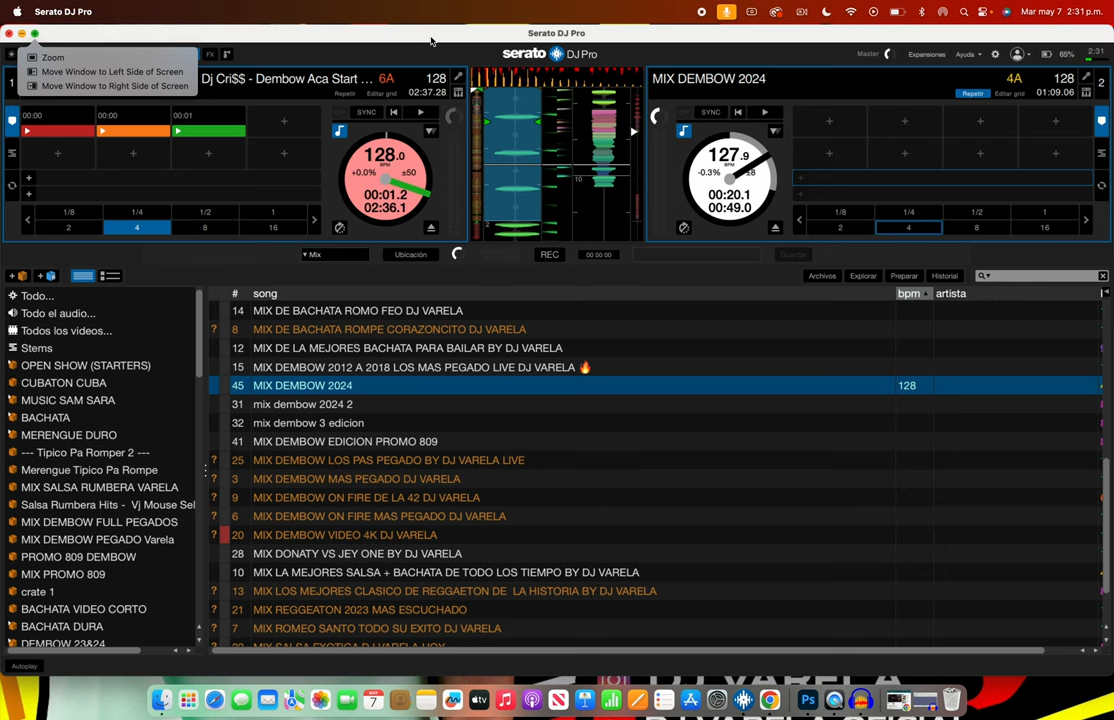 Serato DJ Pro
Mar may 7 2:31 p.m.
Serato DJ Pro
Zoom
Move Window to Left Side of Screen
Move Window to Right Side of Screen
FX
serato DJ Pro
Master
Expansiones
Ayuda
65%
2:31
1
Dj Cri$$ - Dembow Aca Start ...
6A
128
Repetir
Editar grid
02:37.28
MIX DEMBOW 2024
4A
128
Repetir
Editar grid
01:09.06
2
00:00
00:00
00:01
SYNC
128.0
BPM
+0.0%
±50
00:01.2
02:36.1
10
SYNC
127.9
BPM
-0.3%
±8
00:20.1
00:49.0
1/8
1/4
1/2
1
2
4
8
16
1/8
1/4
1/2
1
2
4
8
16
Mix
Ubicación
REC
00 00 00
Guardar
Archivos
Explorar
Preparar
Historial
# song bpm artista
Todo...
Todo el audio...
Todos los videos...
Stems
OPEN SHOW (STARTERS)
CUBATON CUBA
MUSIC SAM SARA
BACHATA
MERENGUE DURO
--- Tipico Pa Romper 2 ---
Merengue Tipico Pa Rompe
MIX SALSA RUMBERA VARELA
Salsa Rumbera Hits - Vj Mouse Sel
MIX DEMBOW FULL PEGADOS
MIX DEMBOW PEGADO Varela
PROMO 809 DEMBOW
MIX PROMO 809
crate 1
BACHATA VIDEO CORTO
BACHATA DURA
DEMBOW 23&24
14 MIX DE BACHATA ROMO FEO DJ VARELA
? 8 MIX DE BACHATA ROMPE CORAZONCITO DJ VARELA
12 MIX DE LA MEJORES BACHATA PARA BAILAR BY DJ VARELA
15 MIX DEMBOW 2012 A 2018 LOS MAS PEGADO LIVE DJ VARELA 🔥
45 MIX DEMBOW 2024 128
31 mix dembow 2024 2
32 mix dembow 3 edicion
41 MIX DEMBOW EDICION PROMO 809
? 25 MIX DEMBOW LOS PAS PEGADO BY DJ VARELA LIVE
? 3 MIX DEMBOW MAS PEGADO DJ VARELA
? 9 MIX DEMBOW ON FIRE DE LA 42 DJ VARELA
? 6 MIX DEMBOW ON FIRE MAS PEGADO DJ VARELA
? 20 MIX DEMBOW VIDEO 4K DJ VARELA
28 MIX DONATY VS JEY ONE BY DJ VARELA
10 MIX LA MEJORES SALSA + BACHATA DE TODO LOS TIEMPO BY DJ VARELA
? 13 MIX LOS MEJORES CLASICO DE REGGAETON DE LA HISTORIA BY DJ VARELA
? 21 MIX REGGEATON 2023 MAS ESCUCHADO
? 7 MIX ROMEO SANTO TODO SU EXITO DJ VARELA
Autoplay